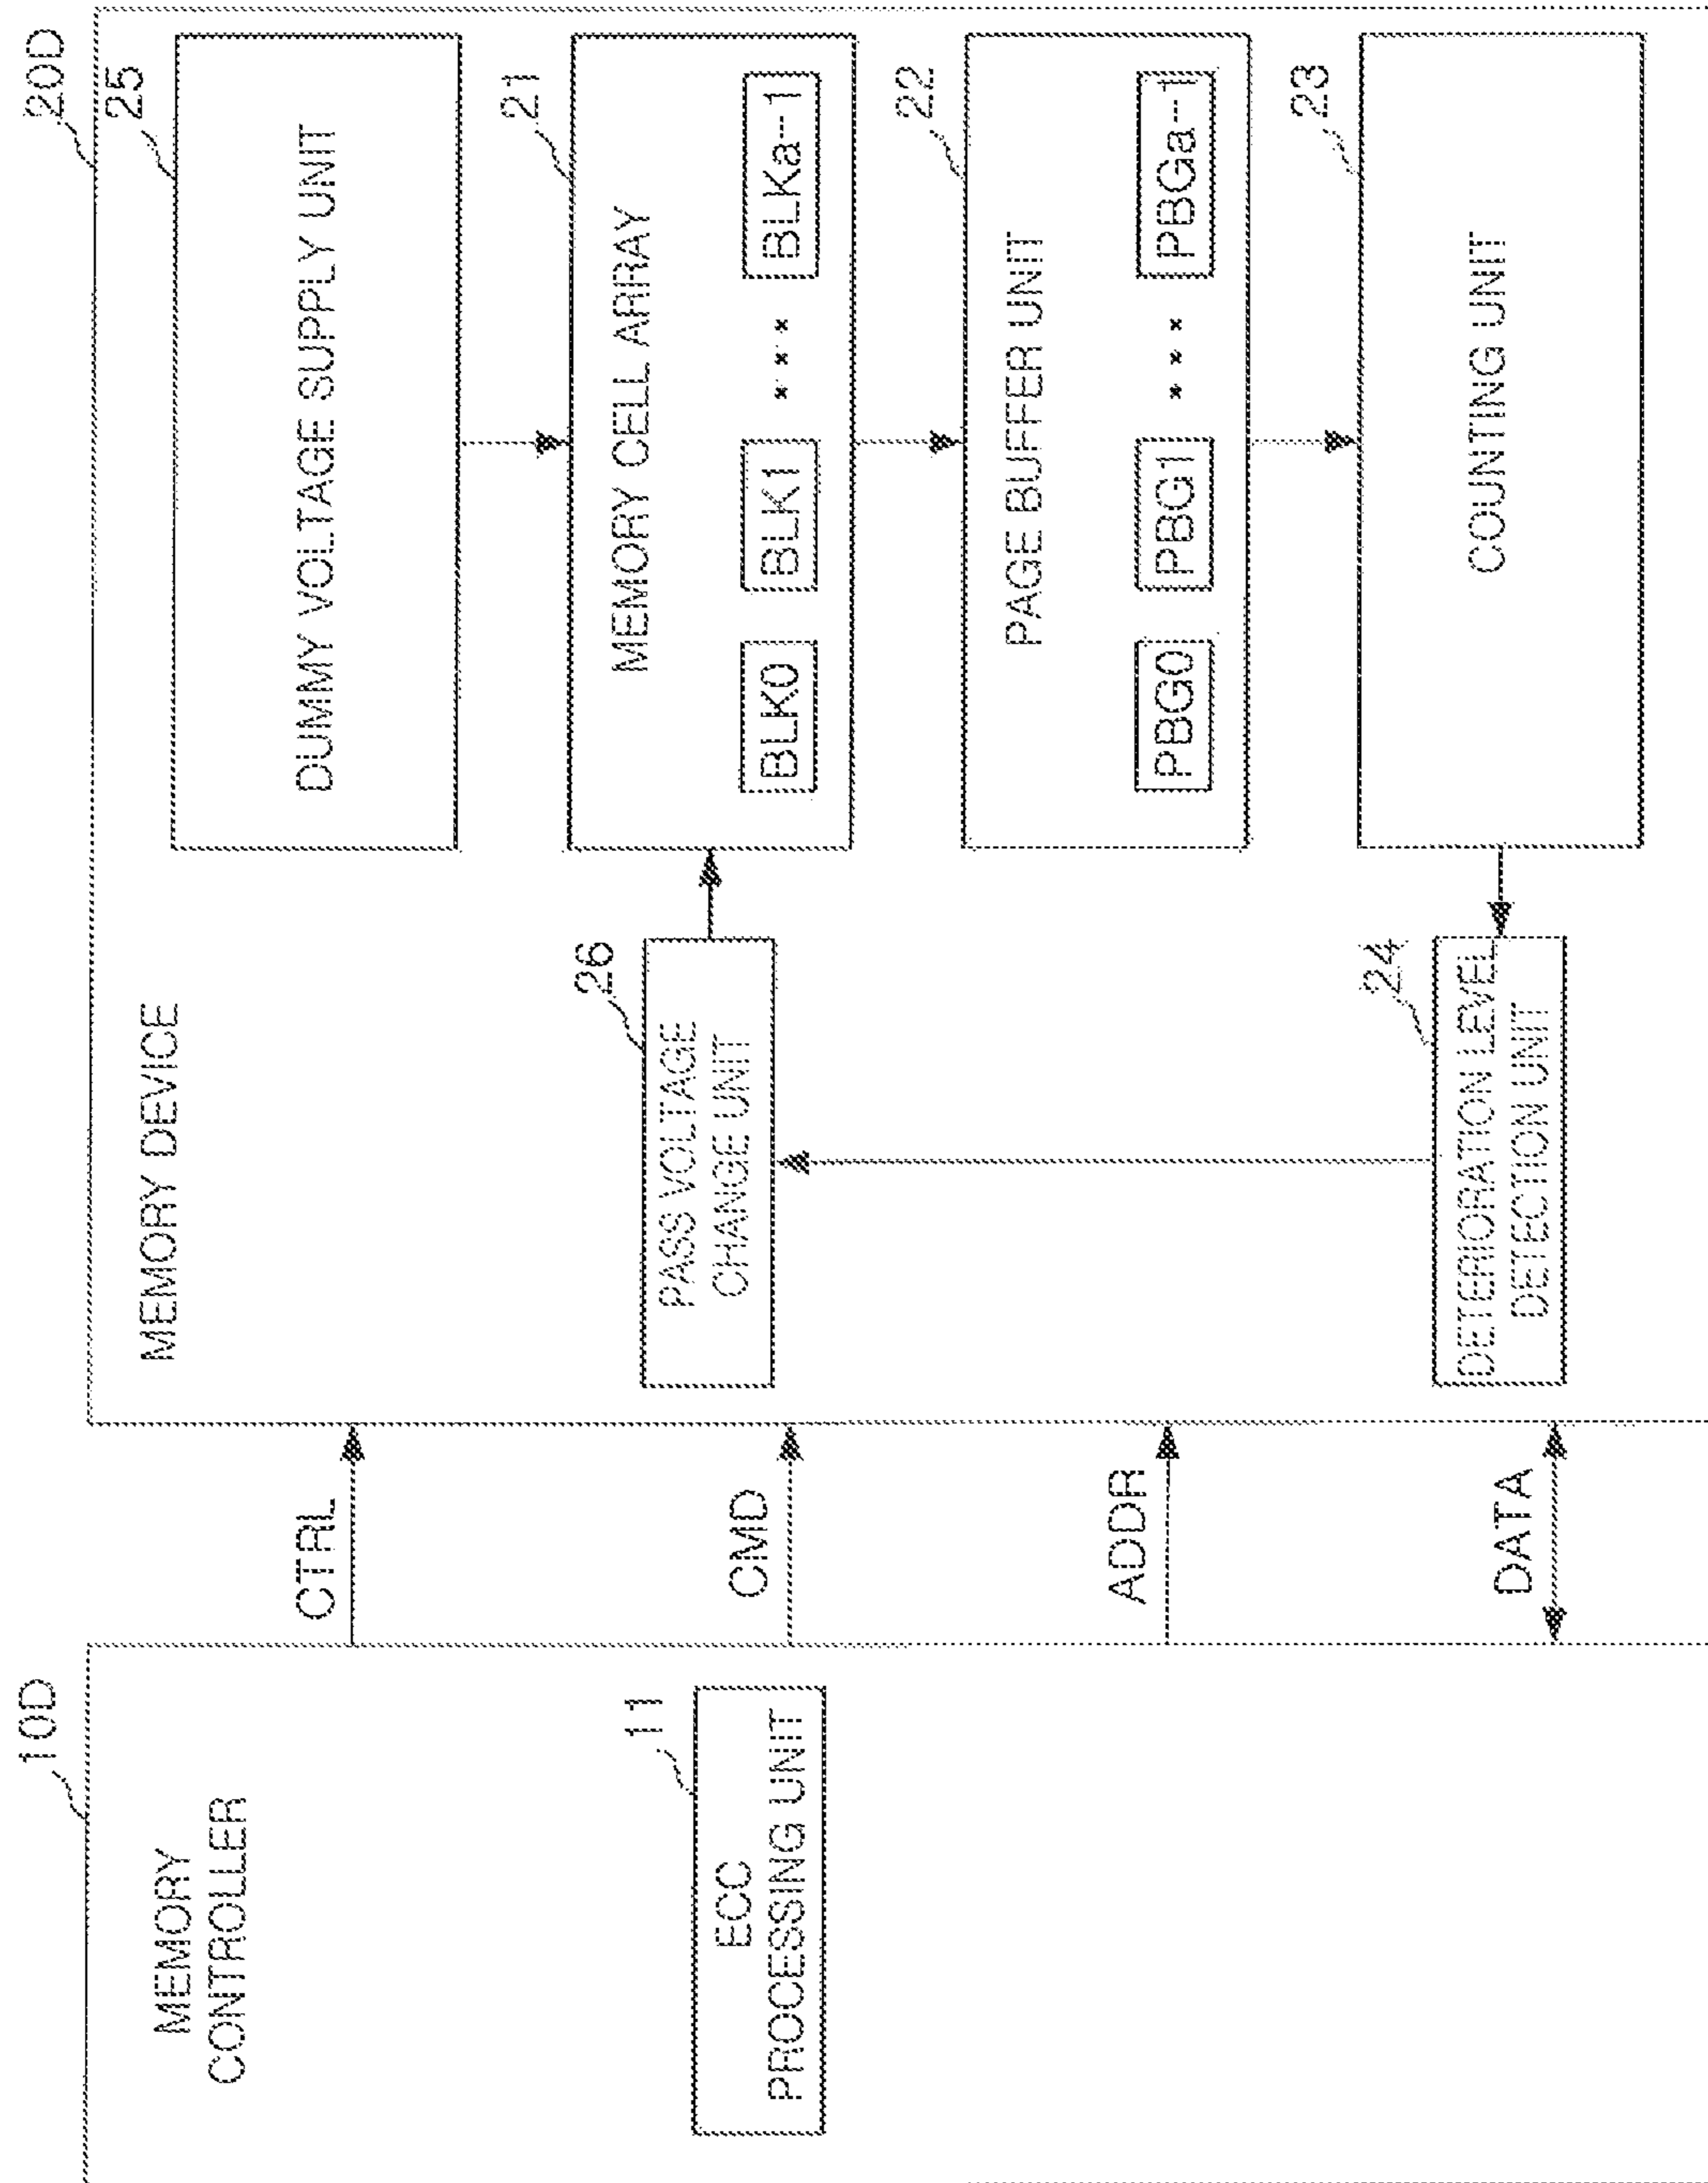 10D
MEMORY
CONTROLLER
11
ECC
PROCESSING UNIT
CTRL
CMD
ADDR
DATA
20D
MEMORY DEVICE
25
DUMMY VOLTAGE SUPPLY UNIT
26
PASS VOLTAGE
CHANGE UNIT
21
MEMORY CELL ARRAY
BLK0 BLK1 ••• BLKa-1
22
PAGE BUFFER UNIT
PBG0 PBG1 ••• PBGa-1
24
DETERIORATION LEVEL
DETECTION UNIT
23
COUNTING UNIT